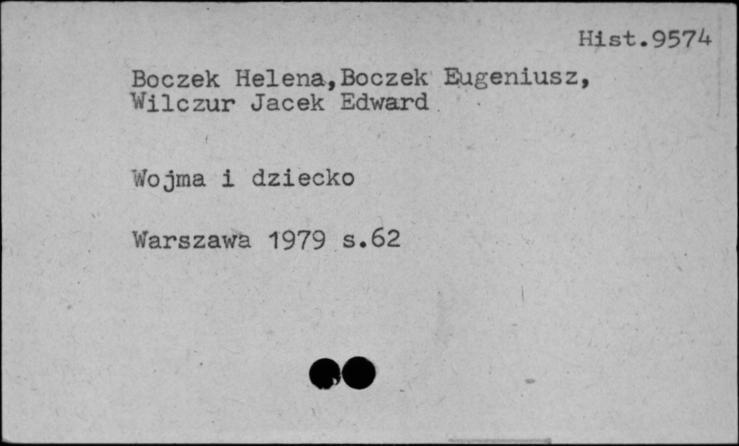 Hist.9574
Boczek Helena,Boczek Eugeniusz,
Wilczur Jacek Edward
Wojma i dziecko
Warszawa 1979 s.62